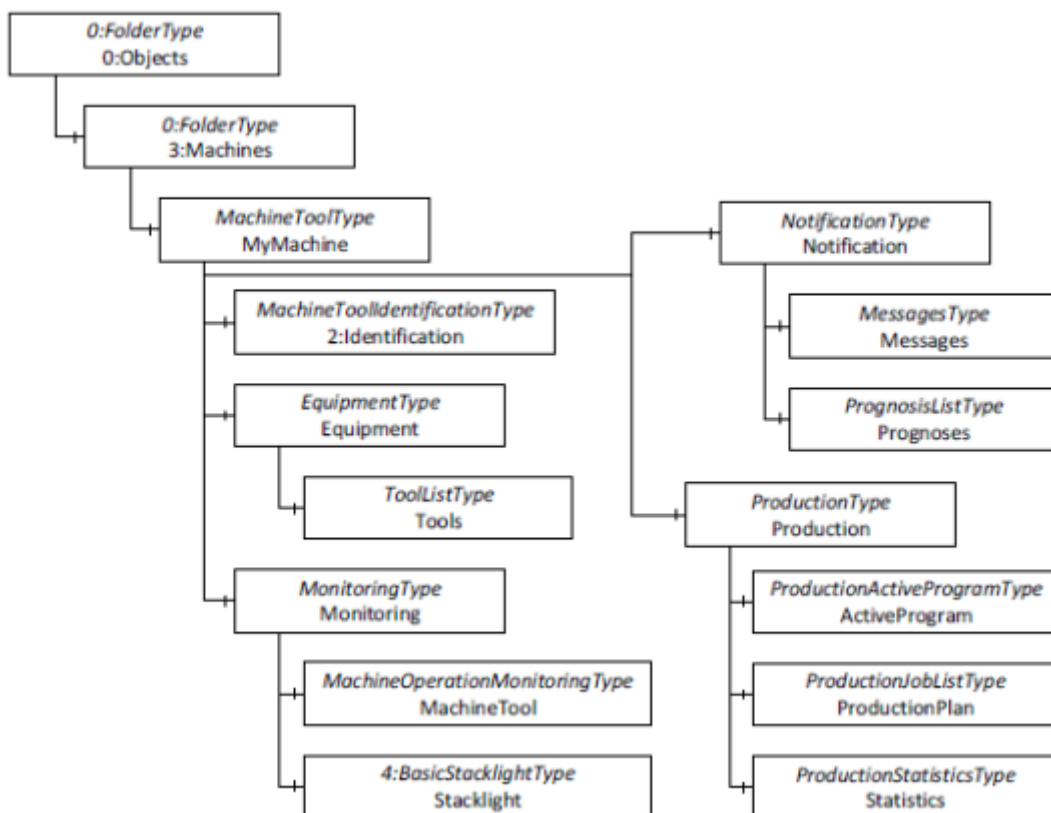 0:FolderType
0:Objects
0:FolderType
3:Machines
MachineToolType
MyMachine
MachineToolIdentificationType
2:Identification
EquipmentType
Equipment
ToolListType
Tools
MonitoringType
Monitoring
MachineOperationMonitoringType
MachineTool
4:BasicStacklightType
Stacklight
NotificationType
Notification
MessagesType
Messages
PrognosisListType
Prognoses
ProductionType
Production
ProductionActiveProgramType
ActiveProgram
ProductionJobListType
ProductionPlan
ProductionStatisticsType
Statistics